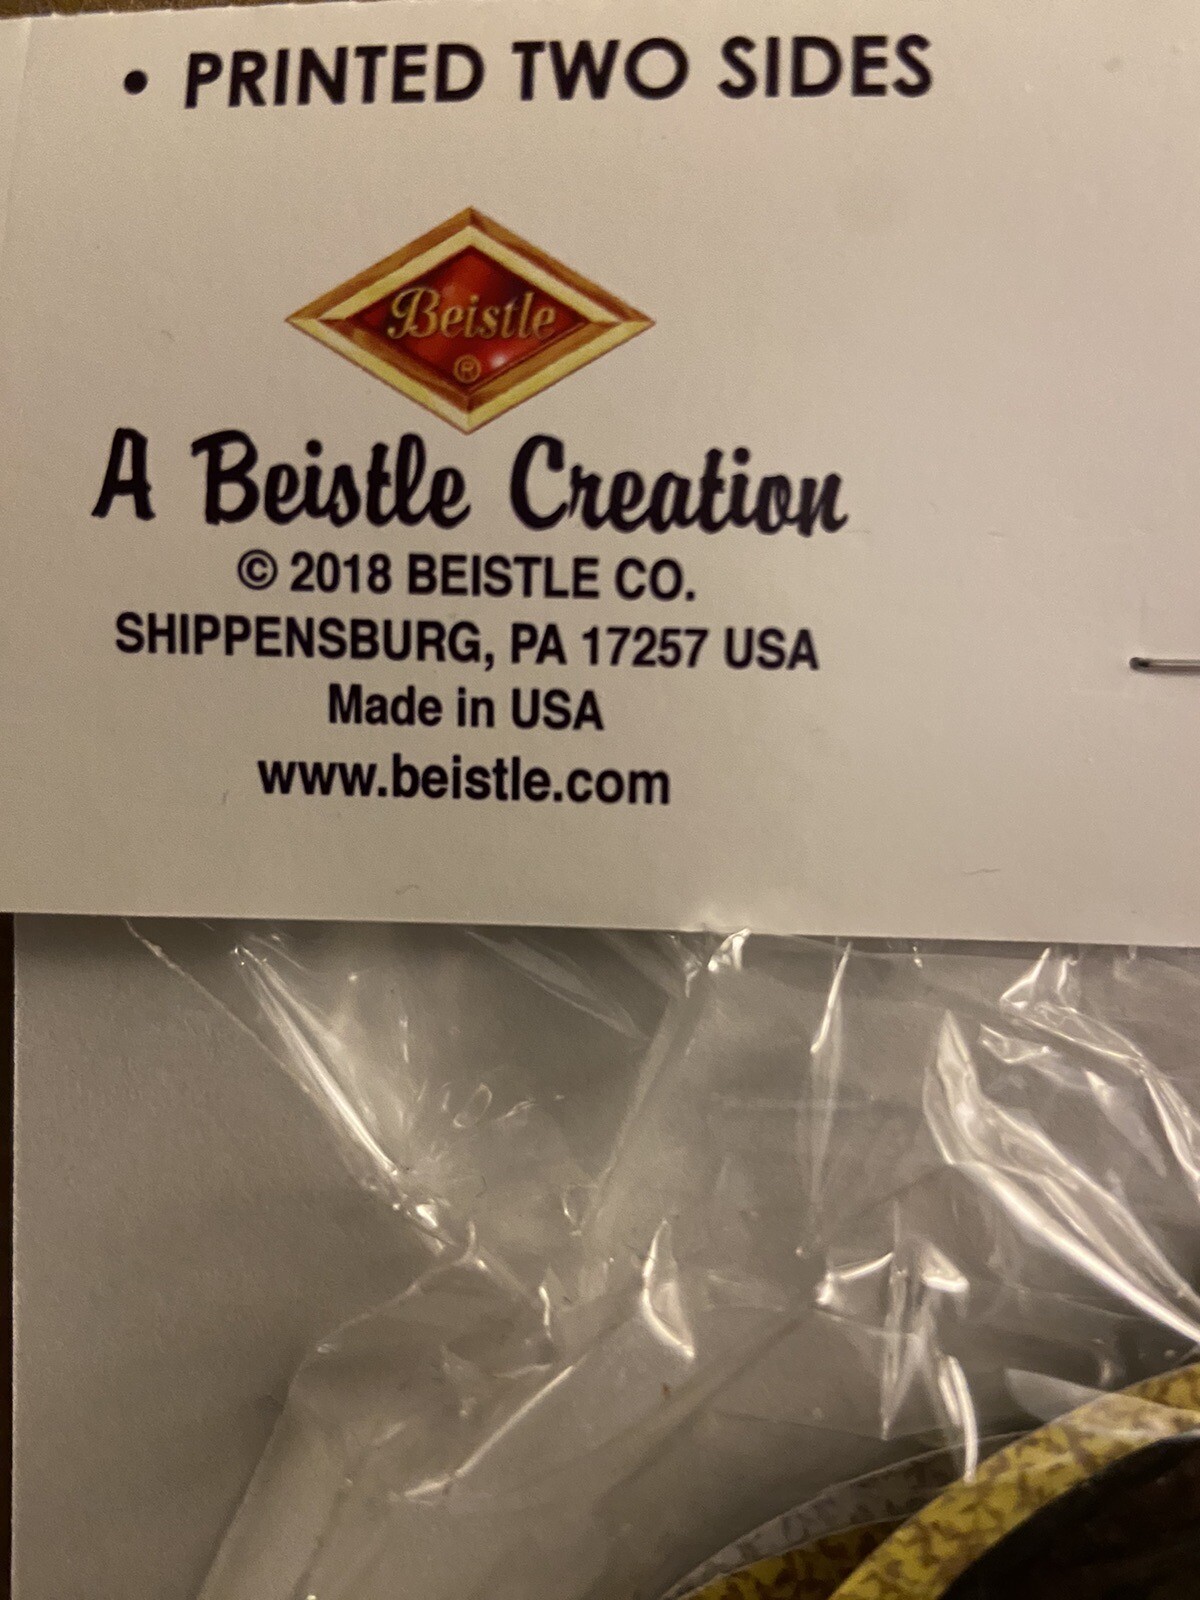 • PRINTED TWO SIDES
Beistle
®
A Beistle Creation
© 2018 BEISTLE CO.
SHIPPENSBURG, PA 17257 USA
Made in USA
www.beistle.com